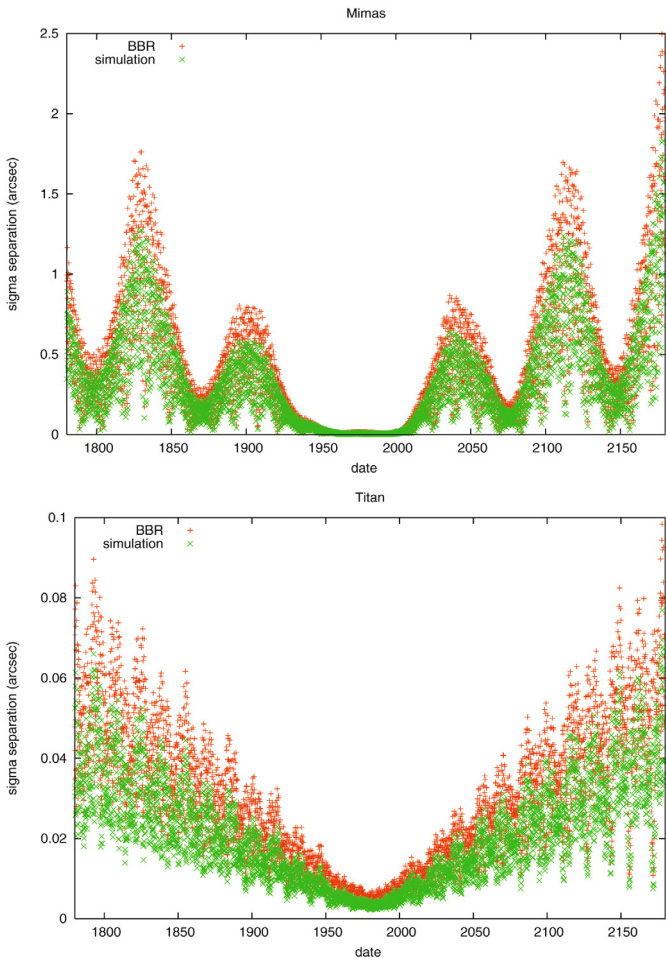 Mimas
2.5
BBR
simulation
2
1.5
sigma separation (arcsec)
1
0.5
0
1800 1850 1900 1950 2000 2050 2100 2150
date
Titan
0.1
BBR
simulation
0.08
0.06
sigma separation (arcsec)
0.04
0.02
0
1800 1850 1900 1950 2000 2050 2100 2150
date